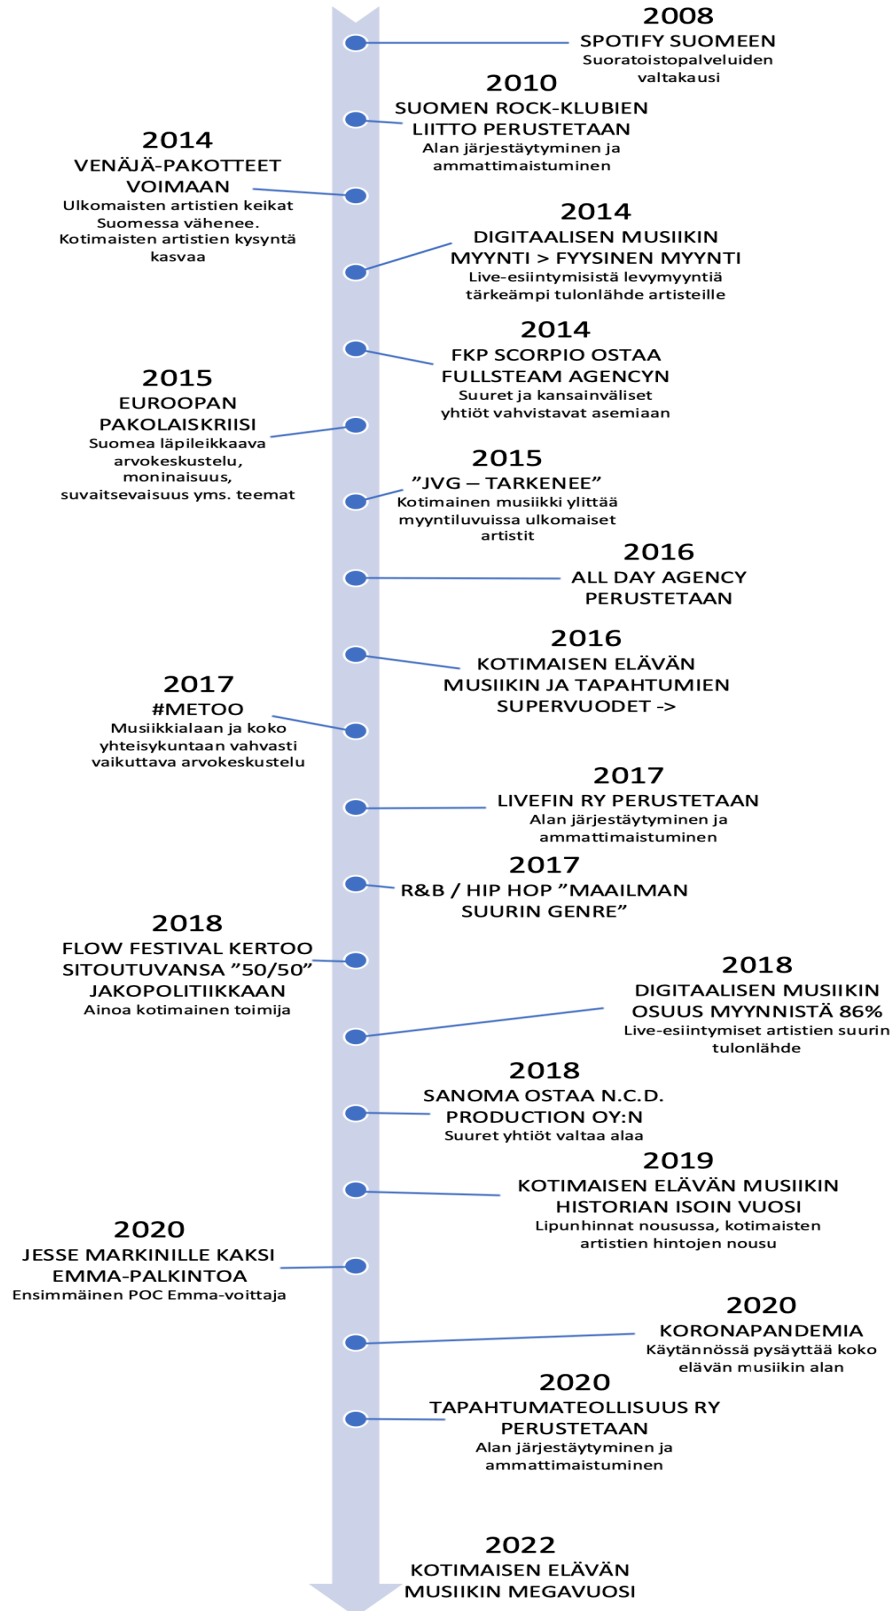 2008
SPOTIFY SUOMEEN
Suoratoistopalveluiden
valtakausi
2010
SUOMEN ROCK-KLUBIEN
LIITTO PERUSTETAAN
Alan järjestäytyminen ja
ammattimaistuminen
2014
VENÄJÄ-PAKOTTEET
VOIMAAN
Ulkomaisten artistien keikat
Suomessa vähenee.
Kotimaisten artistien kysyntä
kasvaa
2014
DIGITAALISEN MUSIIKIN
MYYNTI > FYYSINEN MYYNTI
Live-esiintymisistä levymyyntiä
tärkeämpi tulonlähde artisteille
2014
FKP SCORPIO OSTAA
FULLSTEAM AGENCYN
Suuret ja kansainväliset
yhtiöt vahvistavat asemiaan
2015
EUROOPAN
PAKOLAISKRIISI
Suomea läpileikkaava
arvokeskustelu,
moninaisuus,
suvaitsevaisuus yms. teemat
2015
”JVG – TARKENEE”
Kotimainen musiikki ylittää
myyntiluvuissa ulkomaiset
artistit
2016
ALL DAY AGENCY
PERUSTETAAN
2016
KOTIMAISEN ELÄVÄN
MUSIIKIN JA TAPAHTUMIEN
SUPERVUODET ->
2017
#METOO
Musiikkialaan ja koko
yhteisykuntaan vahvasti
vaikuttava arvokeskustelu
2017
LIVEFIN RY PERUSTETAAN
Alan järjestäytyminen ja
ammattimaistuminen
2017
R&B / HIP HOP ”MAAILMAN
SUURIN GENRE”
2018
FLOW FESTIVAL KERTOO
SITOUTUVANSA ”50/50”
JAKOPOLITIIKKAAN
Ainoa kotimainen toimija
2018
DIGITAALISEN MUSIIKIN
OSUUS MYYNNISTÄ 86%
Live-esiintymiset artistien suurin
tulonlähde
2018
SANOMA OSTAA N.C.D.
PRODUCTION OY:N
Suuret yhtiöt valtaa alaa
2019
KOTIMAISEN ELÄVÄN MUSIIKIN
HISTORIAN ISOIN VUOSI
Lipunhinnat nousussa, kotimaisten
artistien hintojen nousu
2020
JESSE MARKINILLE KAKSI
EMMA-PALKINTOA
Ensimmäinen POC Emma-voittaja
2020
KORONAPANDEMIA
Käytännössä pysäyttää koko
elävän musiikin alan
2020
TAPAHTUMATEOLLISUUS RY
PERUSTETAAN
Alan järjestäytyminen ja
ammattimaistuminen
2022
KOTIMAISEN ELÄVÄN
MUSIIKIN MEGAVUOSI